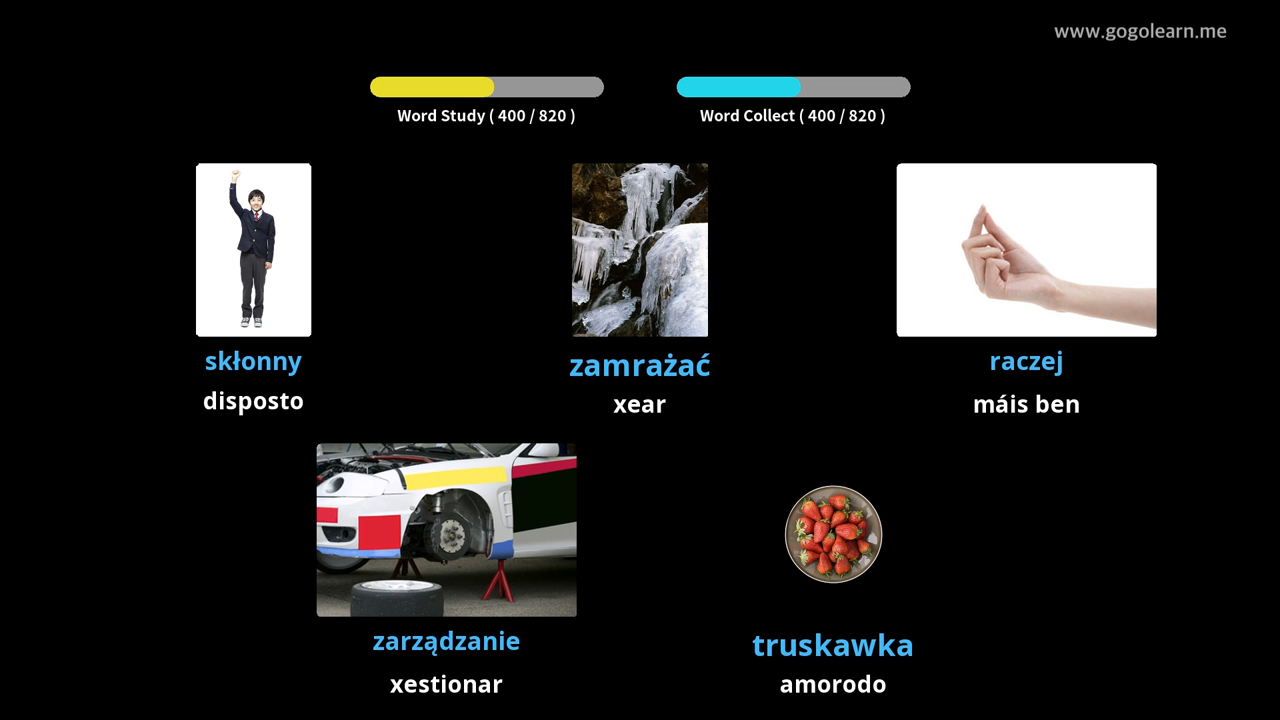 www.gogolearn.me
Word Study ( 400 / 820 )
Word Collect ( 400 / 820 )
skłonny
disposto
zamrażać
xear
raczej
máis ben
zarządzanie
xestionar
truskawka
amorodo